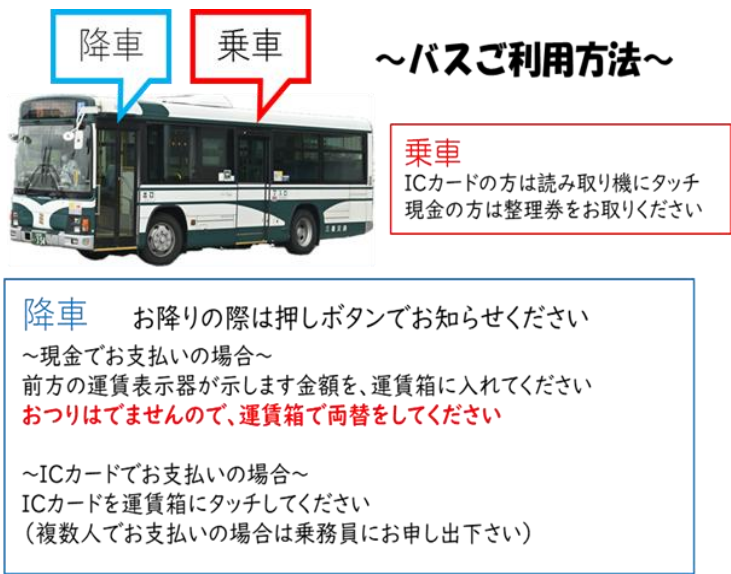 降車
乗車
～バスご利用方法～
乗車
ICカードの方は読み取り機にタッチ
現金の方は整理券をお取りください
降車 お降りの際は押しボタンでお知らせください
～現金でお支払いの場合～
前方の運賃表示器が示します金額を、運賃箱に入れてください
おつりはでませんので、運賃箱で両替をしてください
～ICカードでお支払いの場合～
ICカードを運賃箱にタッチしてください
（複数人でお支払いの場合は乗務員にお申し出下さい）